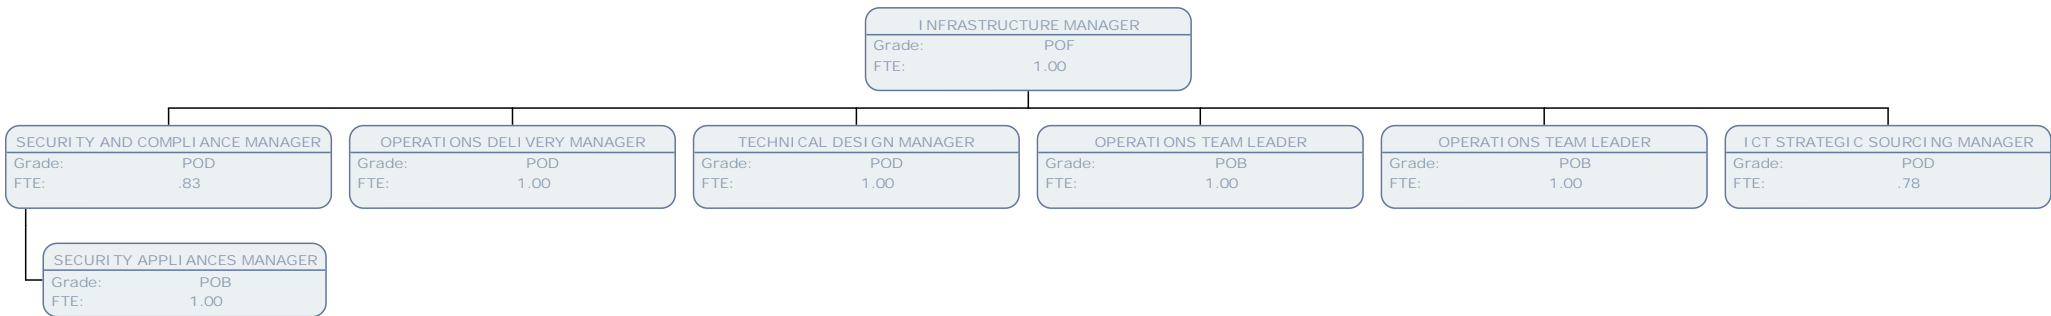 INFRASTRUCTURE MANAGER
Grade: POF
FTE: 1.00
SECURITY AND COMPLIANCE MANAGER
Grade: POD
FTE: .83
OPERATIONS DELIVERY MANAGER
Grade: POD
FTE: 1.00
TECHNICAL DESIGN MANAGER
Grade: POD
FTE: 1.00
OPERATIONS TEAM LEADER
Grade: POB
FTE: 1.00
OPERATIONS TEAM LEADER
Grade: POB
FTE: 1.00
ICT STRATEGIC SOURCING MANAGER
Grade: POD
FTE: .78
SECURITY APPLIANCES MANAGER
Grade: POB
FTE: 1.00